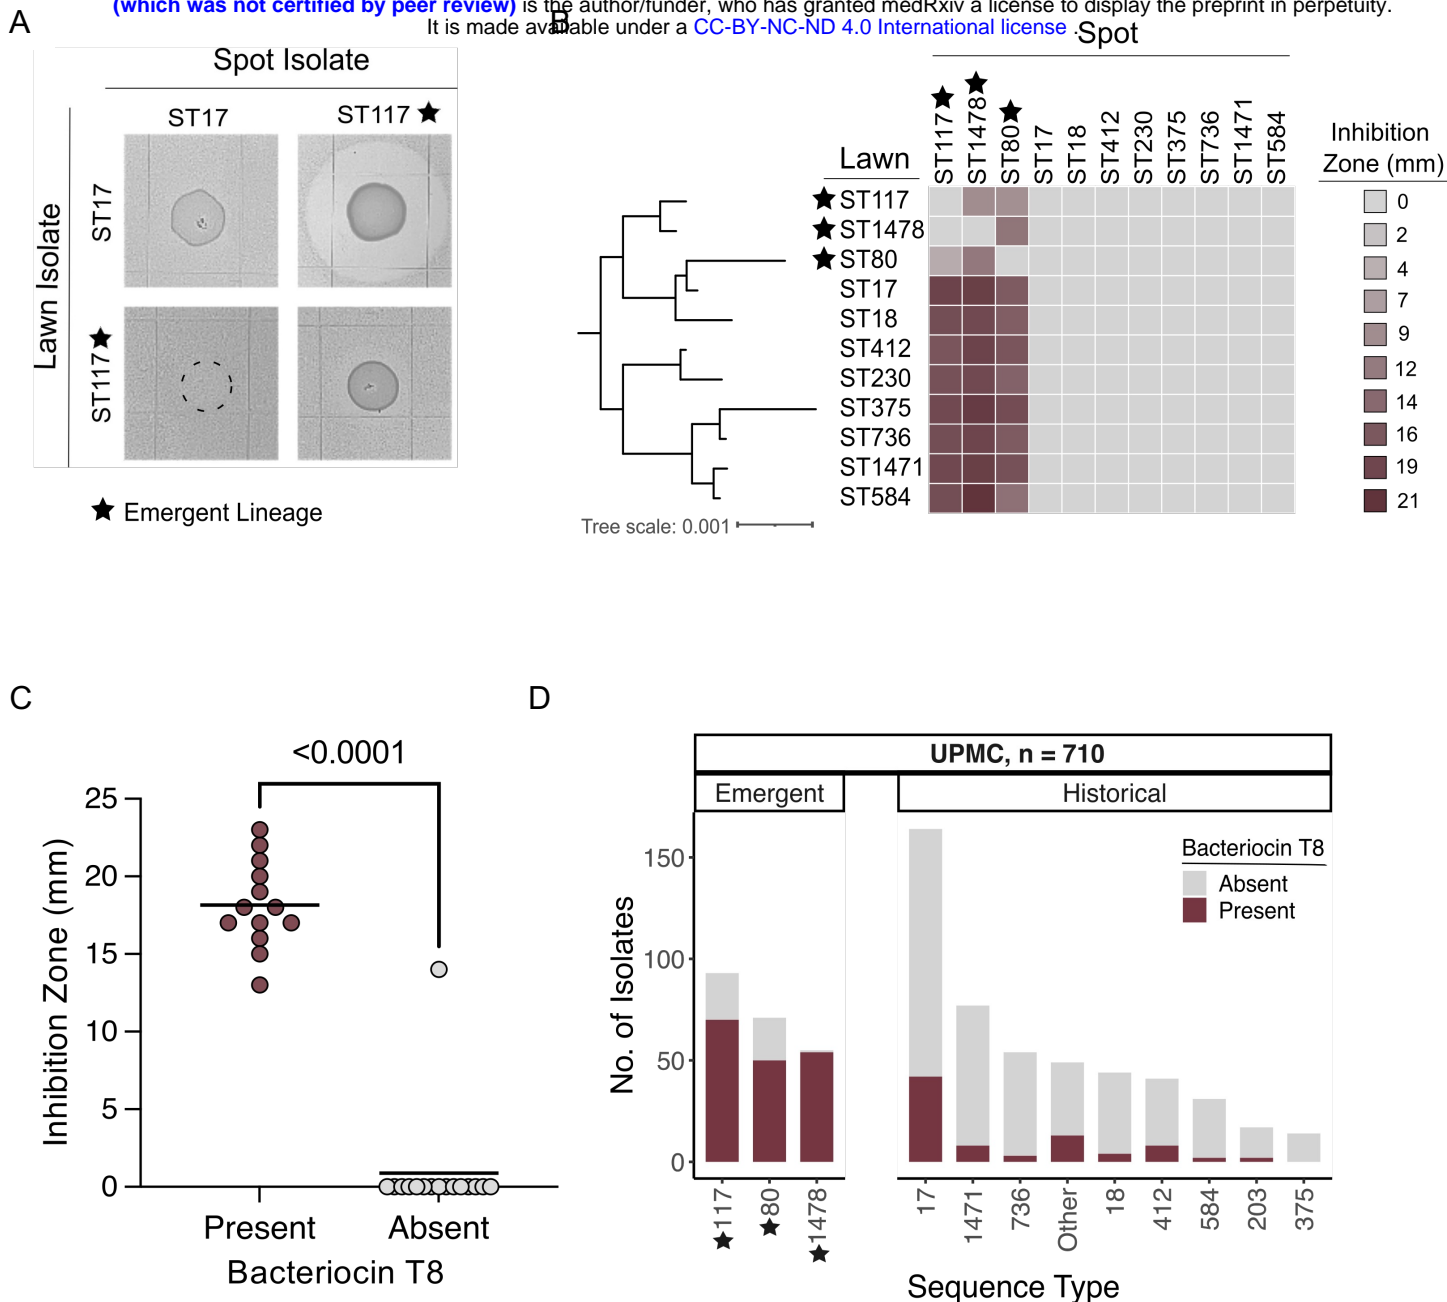 (which was not certified by peer review) is the author/funder, who has granted medRxiv a license to display the preprint in perpetuity.
It is made available under a CC-BY-NC-ND 4.0 International license .
A
Spot Isolate
ST17
ST117
Lawn Isolate
ST17
ST117
Emergent Lineage
B
Spot
ST117
ST1478
ST80
ST17
ST18
ST412
ST230
ST375
ST736
ST1471
ST584
Lawn
ST117
ST1478
ST80
ST17
ST18
ST412
ST230
ST375
ST736
ST1471
ST584
Tree scale: 0.001
Inhibition
Zone (mm)
0
2
4
7
9
12
14
16
19
21
C
<0.0001
Inhibition Zone (mm)
25
20
15
10
5
0
Present
Absent
Bacteriocin T8
D
UPMC, n = 710
Emergent
Historical
No. of Isolates
150
100
50
0
Bacteriocin T8
Absent
Present
117
80
1478
17
1471
736
Other
18
412
584
203
375
Sequence Type